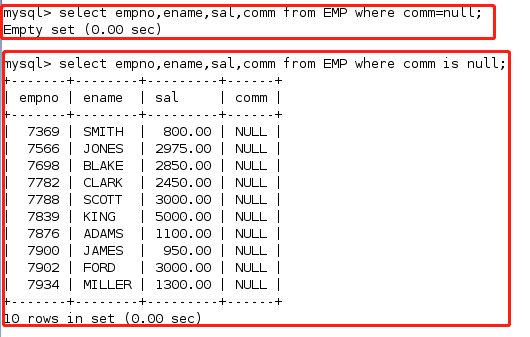 mysql> select empno,ename,sal,comm from EMP where comm=null;
Empty set (0.00 sec)
mysql> select empno,ename,sal,comm from EMP where comm is null;
+-------+--------+---------+------+
| empno | ename  | sal     | comm |
+-------+--------+---------+------+
|  7369 | SMITH  |  800.00 | NULL |
|  7566 | JONES  | 2975.00 | NULL |
|  7698 | BLAKE  | 2850.00 | NULL |
|  7782 | CLARK  | 2450.00 | NULL |
|  7788 | SCOTT  | 3000.00 | NULL |
|  7839 | KING   | 5000.00 | NULL |
|  7876 | ADAMS  | 1100.00 | NULL |
|  7900 | JAMES  |  950.00 | NULL |
|  7902 | FORD   | 3000.00 | NULL |
|  7934 | MILLER | 1300.00 | NULL |
+-------+--------+---------+------+
10 rows in set (0.00 sec)